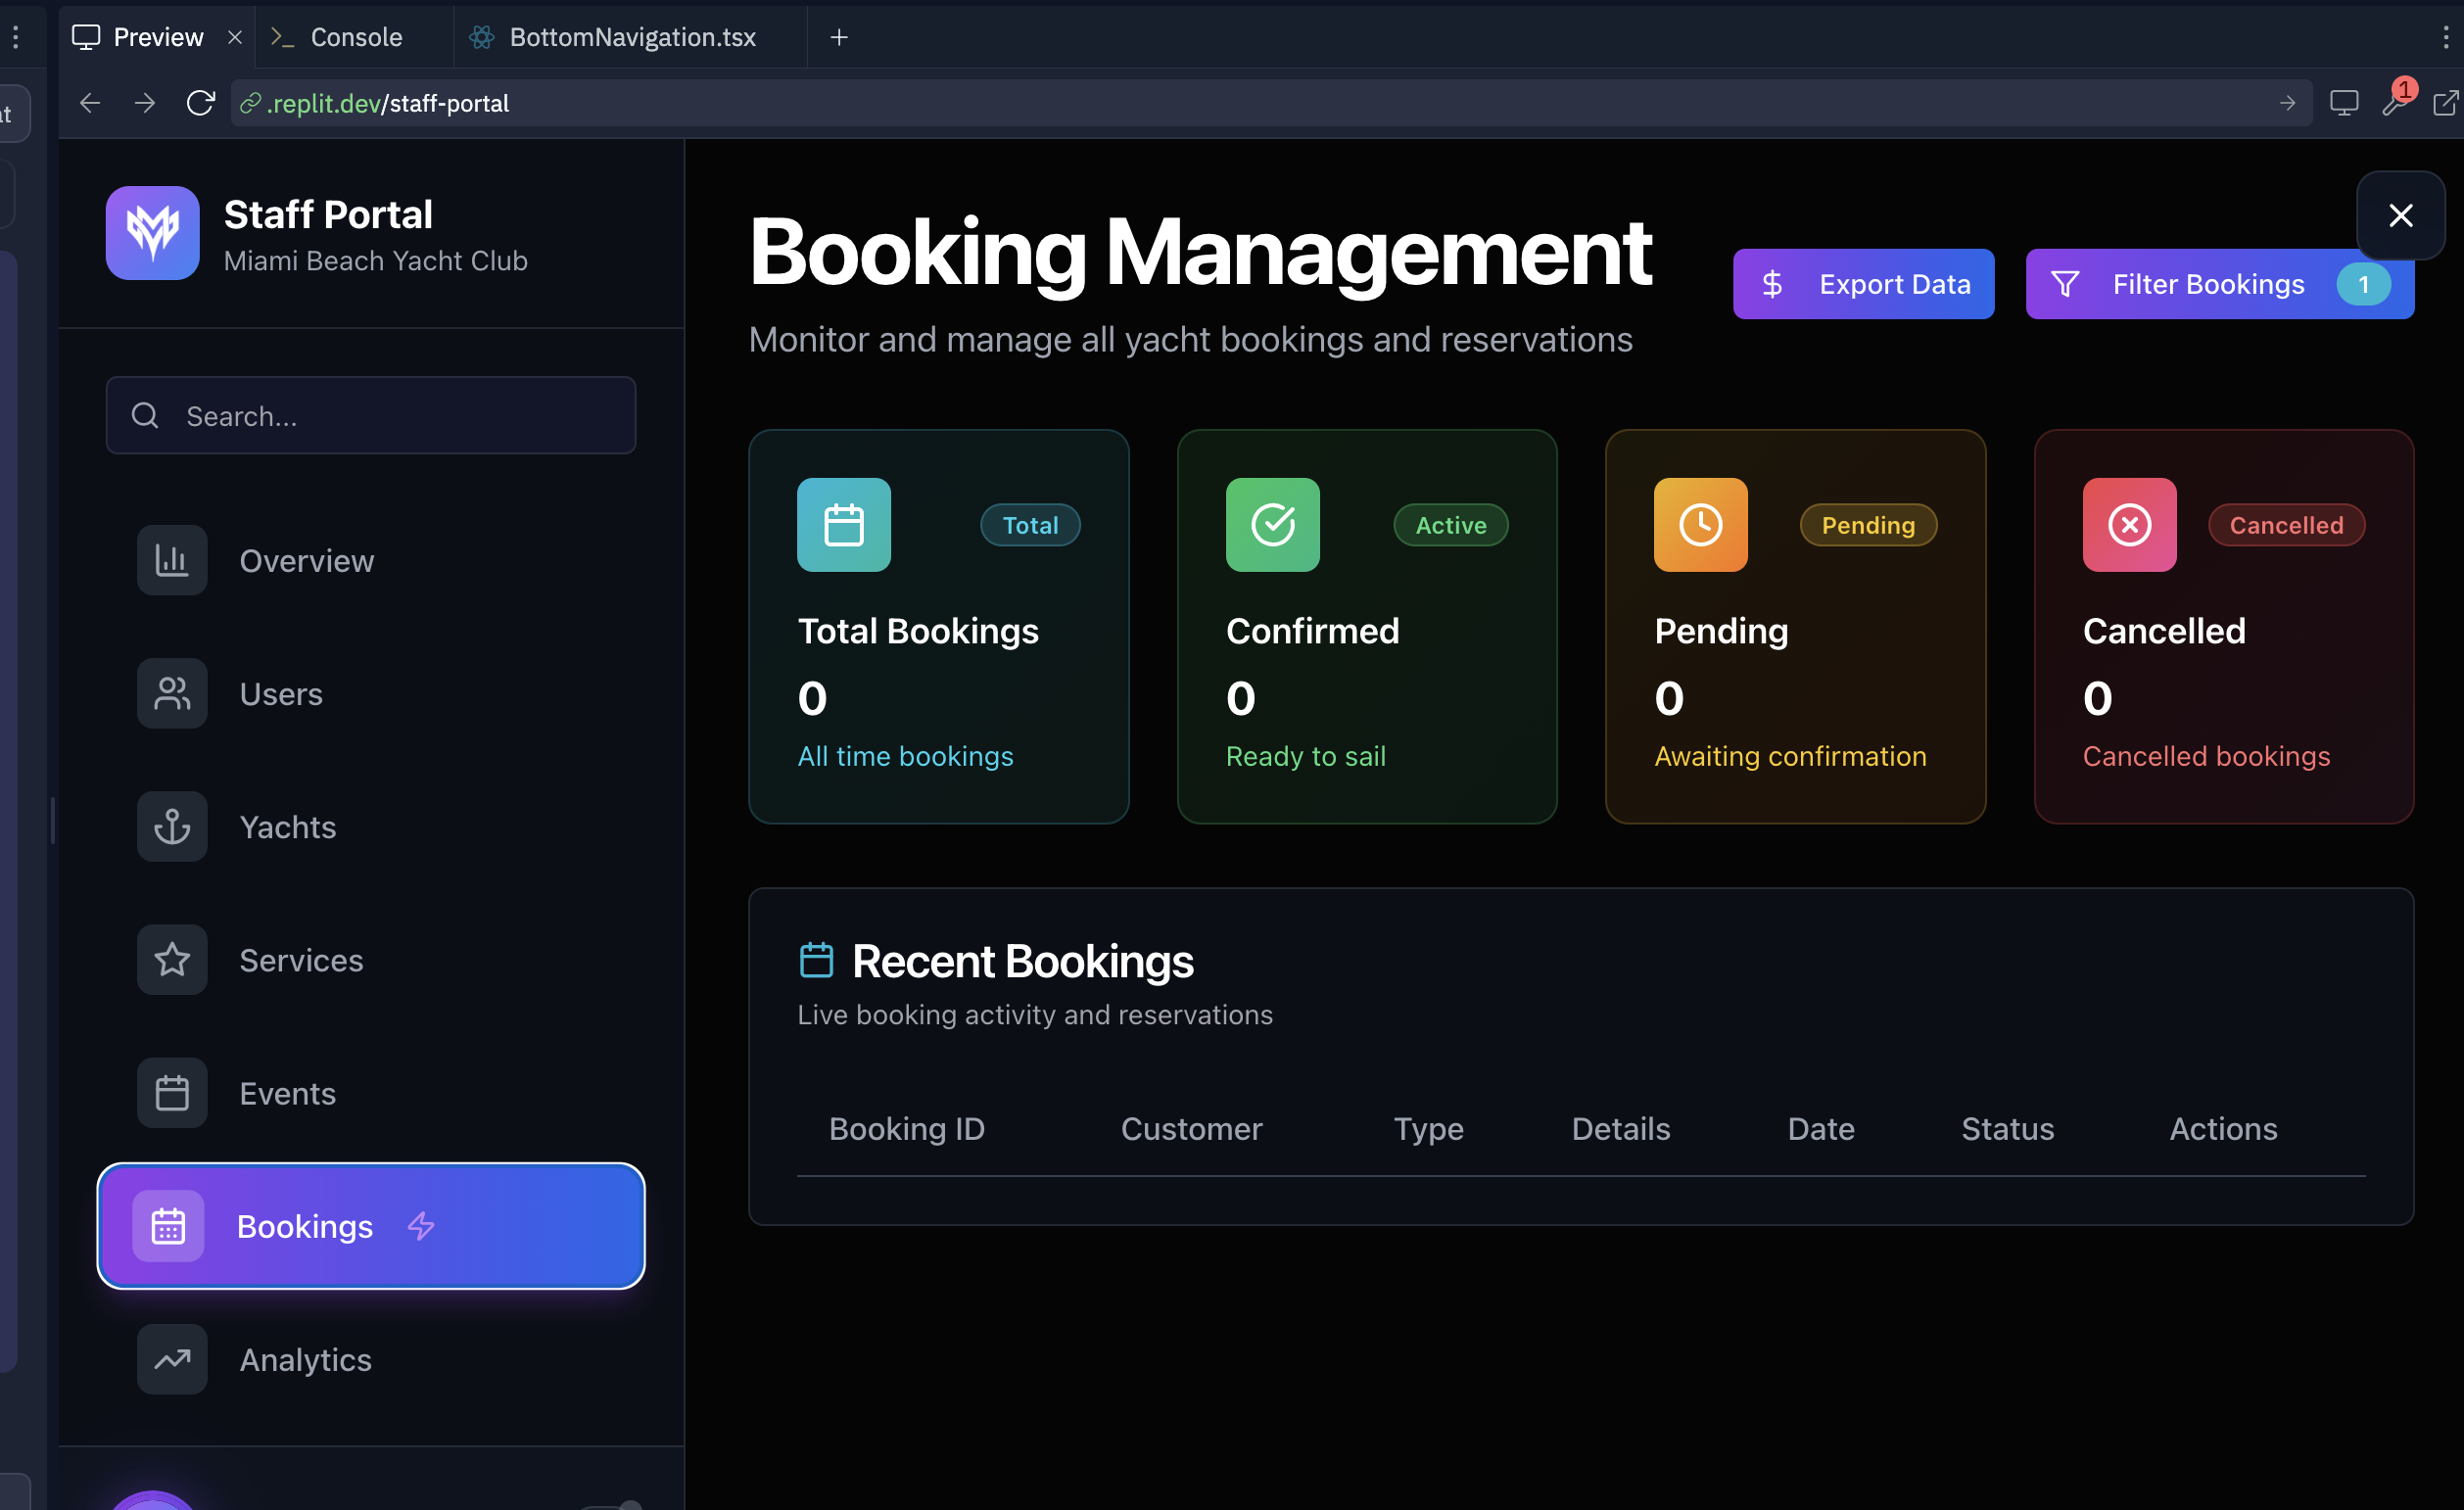 Preview
Console
BottomNavigation.tsx
.replit.dev/staff-portal
1
Staff Portal
Miami Beach Yacht Club
Search...
Overview
Users
Yachts
Services
Events
Bookings
Analytics
Booking Management
Monitor and manage all yacht bookings and reservations
Export Data
Filter Bookings 1
Total
Total Bookings
0
All time bookings
Active
Confirmed
0
Ready to sail
Pending
Pending
0
Awaiting confirmation
Cancelled
Cancelled
0
Cancelled bookings
Recent Bookings
Live booking activity and reservations
Booking ID Customer Type Details Date Status Actions